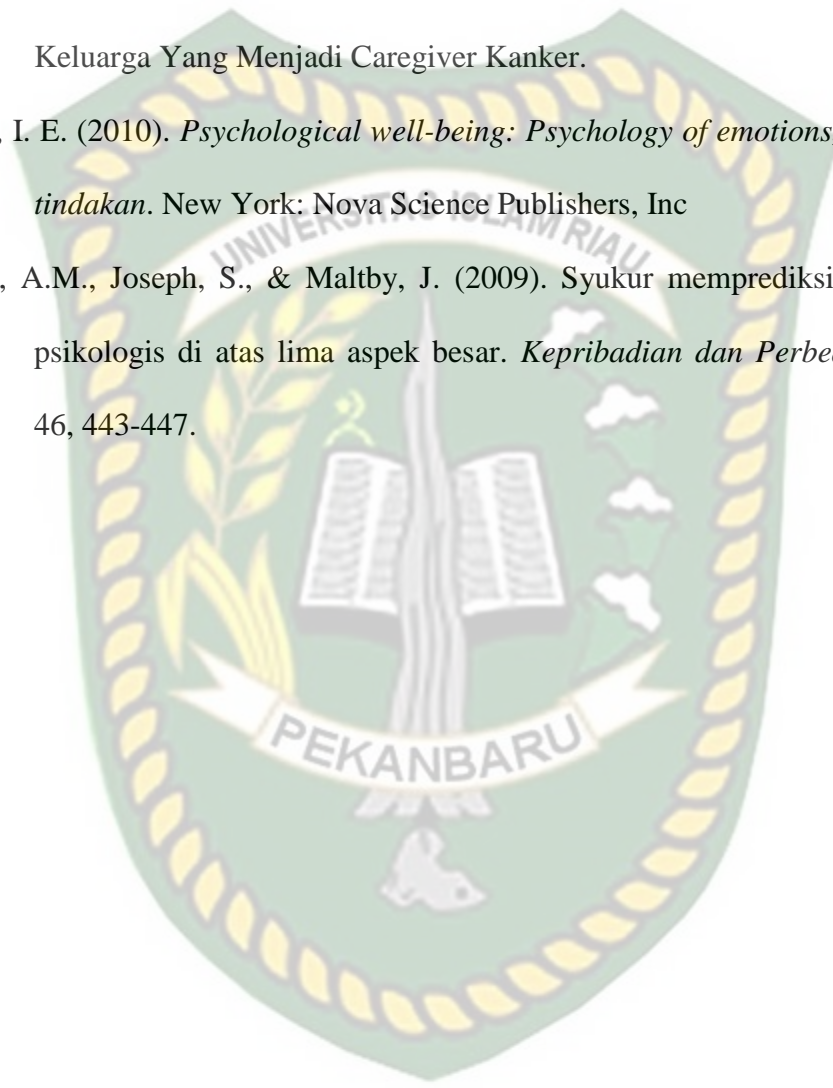 Keluarga Yang Menjadi Caregiver Kanker.
, I. E. (2010). Psychological well-being: Psychology of emotions,
tindakan. New York: Nova Science Publishers, Inc
UNIVERSITAS ISLAM RIAU
, A.M., Joseph, S., & Maltby, J. (2009). Syukur memprediksi
psikologis di atas lima aspek besar. Kepribadian dan Perbe
46, 443-447.
PEKANBARU